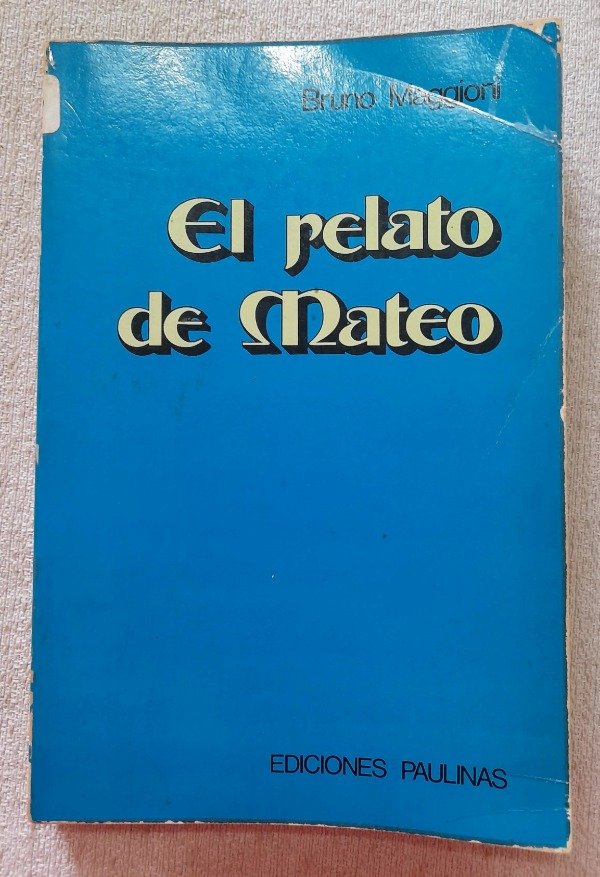 Bruno Maggioni
El relato
de Mateo
EDICIONES PAULINAS